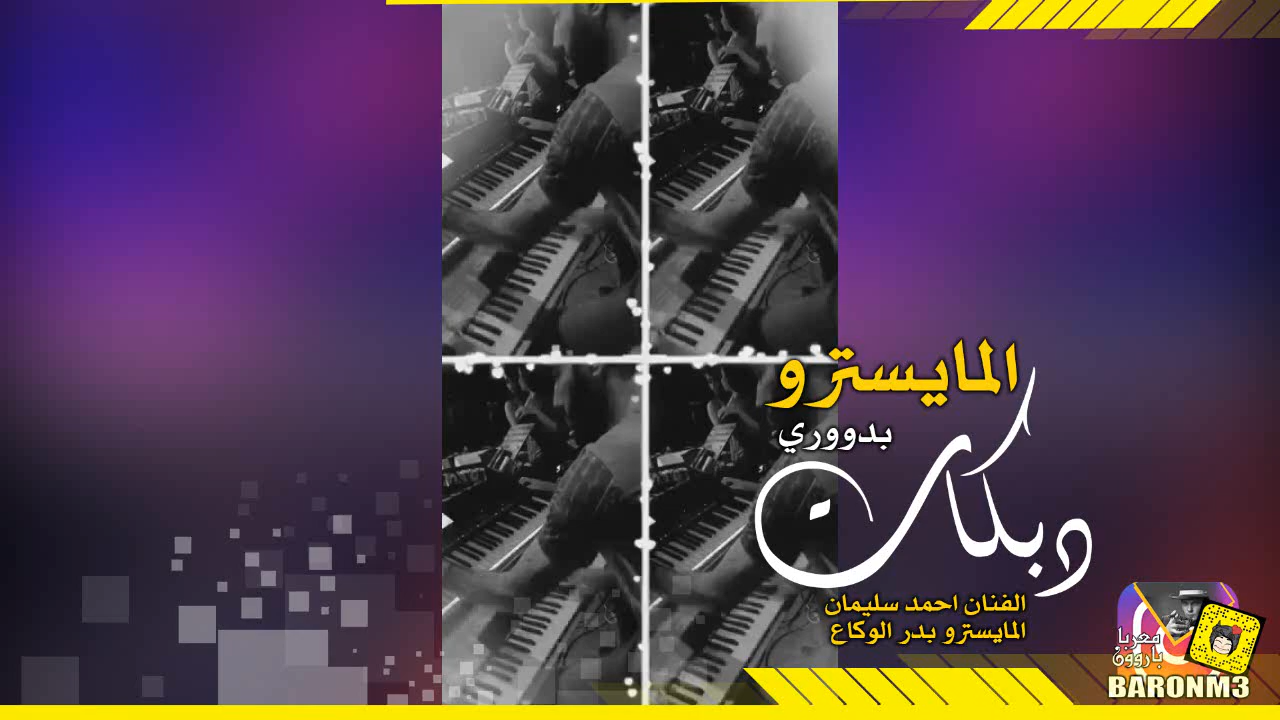 المايسترو
بدووري
دبكات
الفنان احمد سليمان
المايسترو بدر الوكاع
معربا
باروون
BARONM3